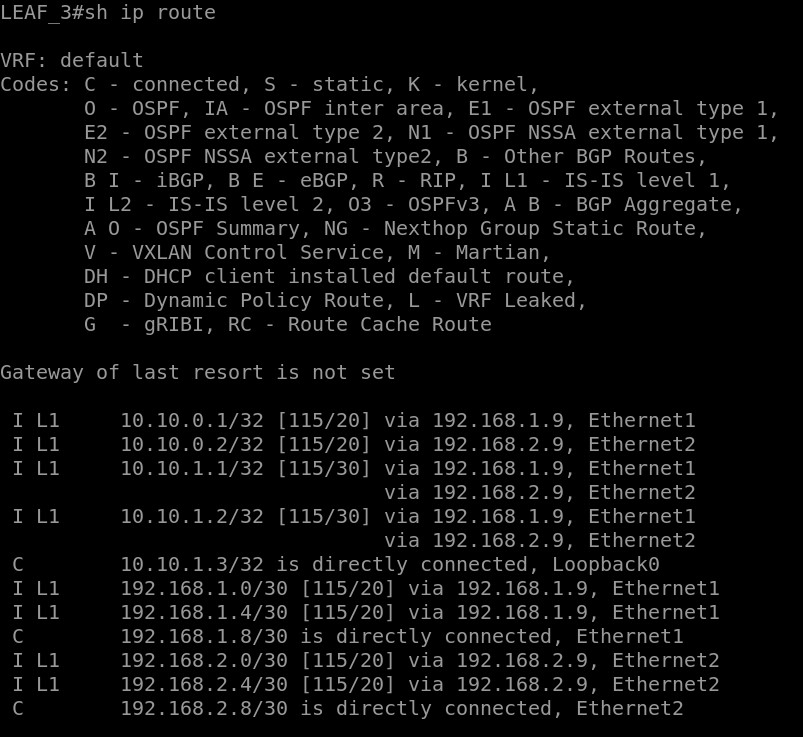 LEAF_3#sh ip route
VRF: default
Codes: C - connected, S - static, K - kernel,
       O - OSPF, IA - OSPF inter area, E1 - OSPF external type 1,
       E2 - OSPF external type 2, N1 - OSPF NSSA external type 1,
       N2 - OSPF NSSA external type2, B - Other BGP Routes,
       B I - iBGP, B E - eBGP, R - RIP, I L1 - IS-IS level 1,
       I L2 - IS-IS level 2, O3 - OSPFv3, A B - BGP Aggregate,
       A O - OSPF Summary, NG - Nexthop Group Static Route,
       V - VXLAN Control Service, M - Martian,
       DH - DHCP client installed default route,
       DP - Dynamic Policy Route, L - VRF Leaked,
       G  - gRIBI, RC - Route Cache Route
Gateway of last resort is not set
 I L1     10.10.0.1/32 [115/20] via 192.168.1.9, Ethernet1
 I L1     10.10.0.2/32 [115/20] via 192.168.2.9, Ethernet2
 I L1     10.10.1.1/32 [115/30] via 192.168.1.9, Ethernet1
                                via 192.168.2.9, Ethernet2
 I L1     10.10.1.2/32 [115/30] via 192.168.1.9, Ethernet1
                                via 192.168.2.9, Ethernet2
 C        10.10.1.3/32 is directly connected, Loopback0
 I L1     192.168.1.0/30 [115/20] via 192.168.1.9, Ethernet1
 I L1     192.168.1.4/30 [115/20] via 192.168.1.9, Ethernet1
 C        192.168.1.8/30 is directly connected, Ethernet1
 I L1     192.168.2.0/30 [115/20] via 192.168.2.9, Ethernet2
 I L1     192.168.2.4/30 [115/20] via 192.168.2.9, Ethernet2
 C        192.168.2.8/30 is directly connected, Ethernet2